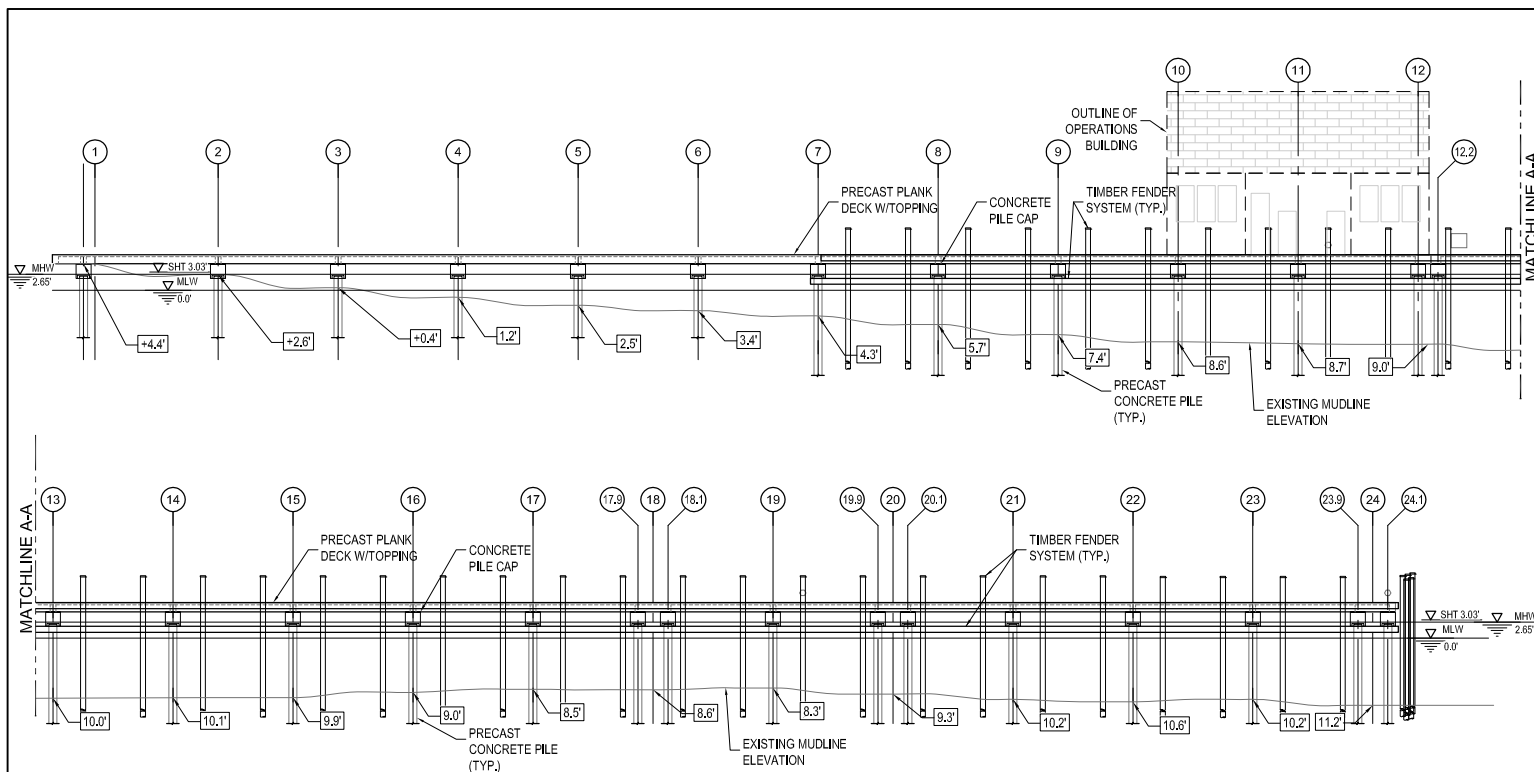 10 11 12
OUTLINE OF
OPERATIONS
BUILDING
1 2 3 4 5 6 7 8 9 12.2
MATCHLINE A-A
PRECAST PLANK
DECK W/TOPPING
CONCRETE
PILE CAP
TIMBER FENDER
SYSTEM (TYP.)
MHW
2.65'
SHT 3.03'
MLW
0.0'
+4.4' +2.6' +0.4' 1.2' 2.5' 3.4' 4.3' 5.7' 7.4' 8.6' 8.7' 9.0'
PRECAST
CONCRETE PILE
(TYP.)
EXISTING MUDLINE
ELEVATION
MATCHLINE A-A
13 14 15 16 17 17.9 18 18.1 19 19.9 20 20.1 21 22 23 23.9 24 24.1
PRECAST PLANK
DECK W/TOPPING
CONCRETE
PILE CAP
TIMBER FENDER
SYSTEM (TYP.)
SHT 3.03'
MLW
0.0'
MHW
2.65'
10.0' 10.1' 9.9' 9.0' 8.5' 8.6' 8.3' 9.3' 10.2' 10.6' 10.2' 11.2'
PRECAST
CONCRETE PILE
(TYP.)
EXISTING MUDLINE
ELEVATION